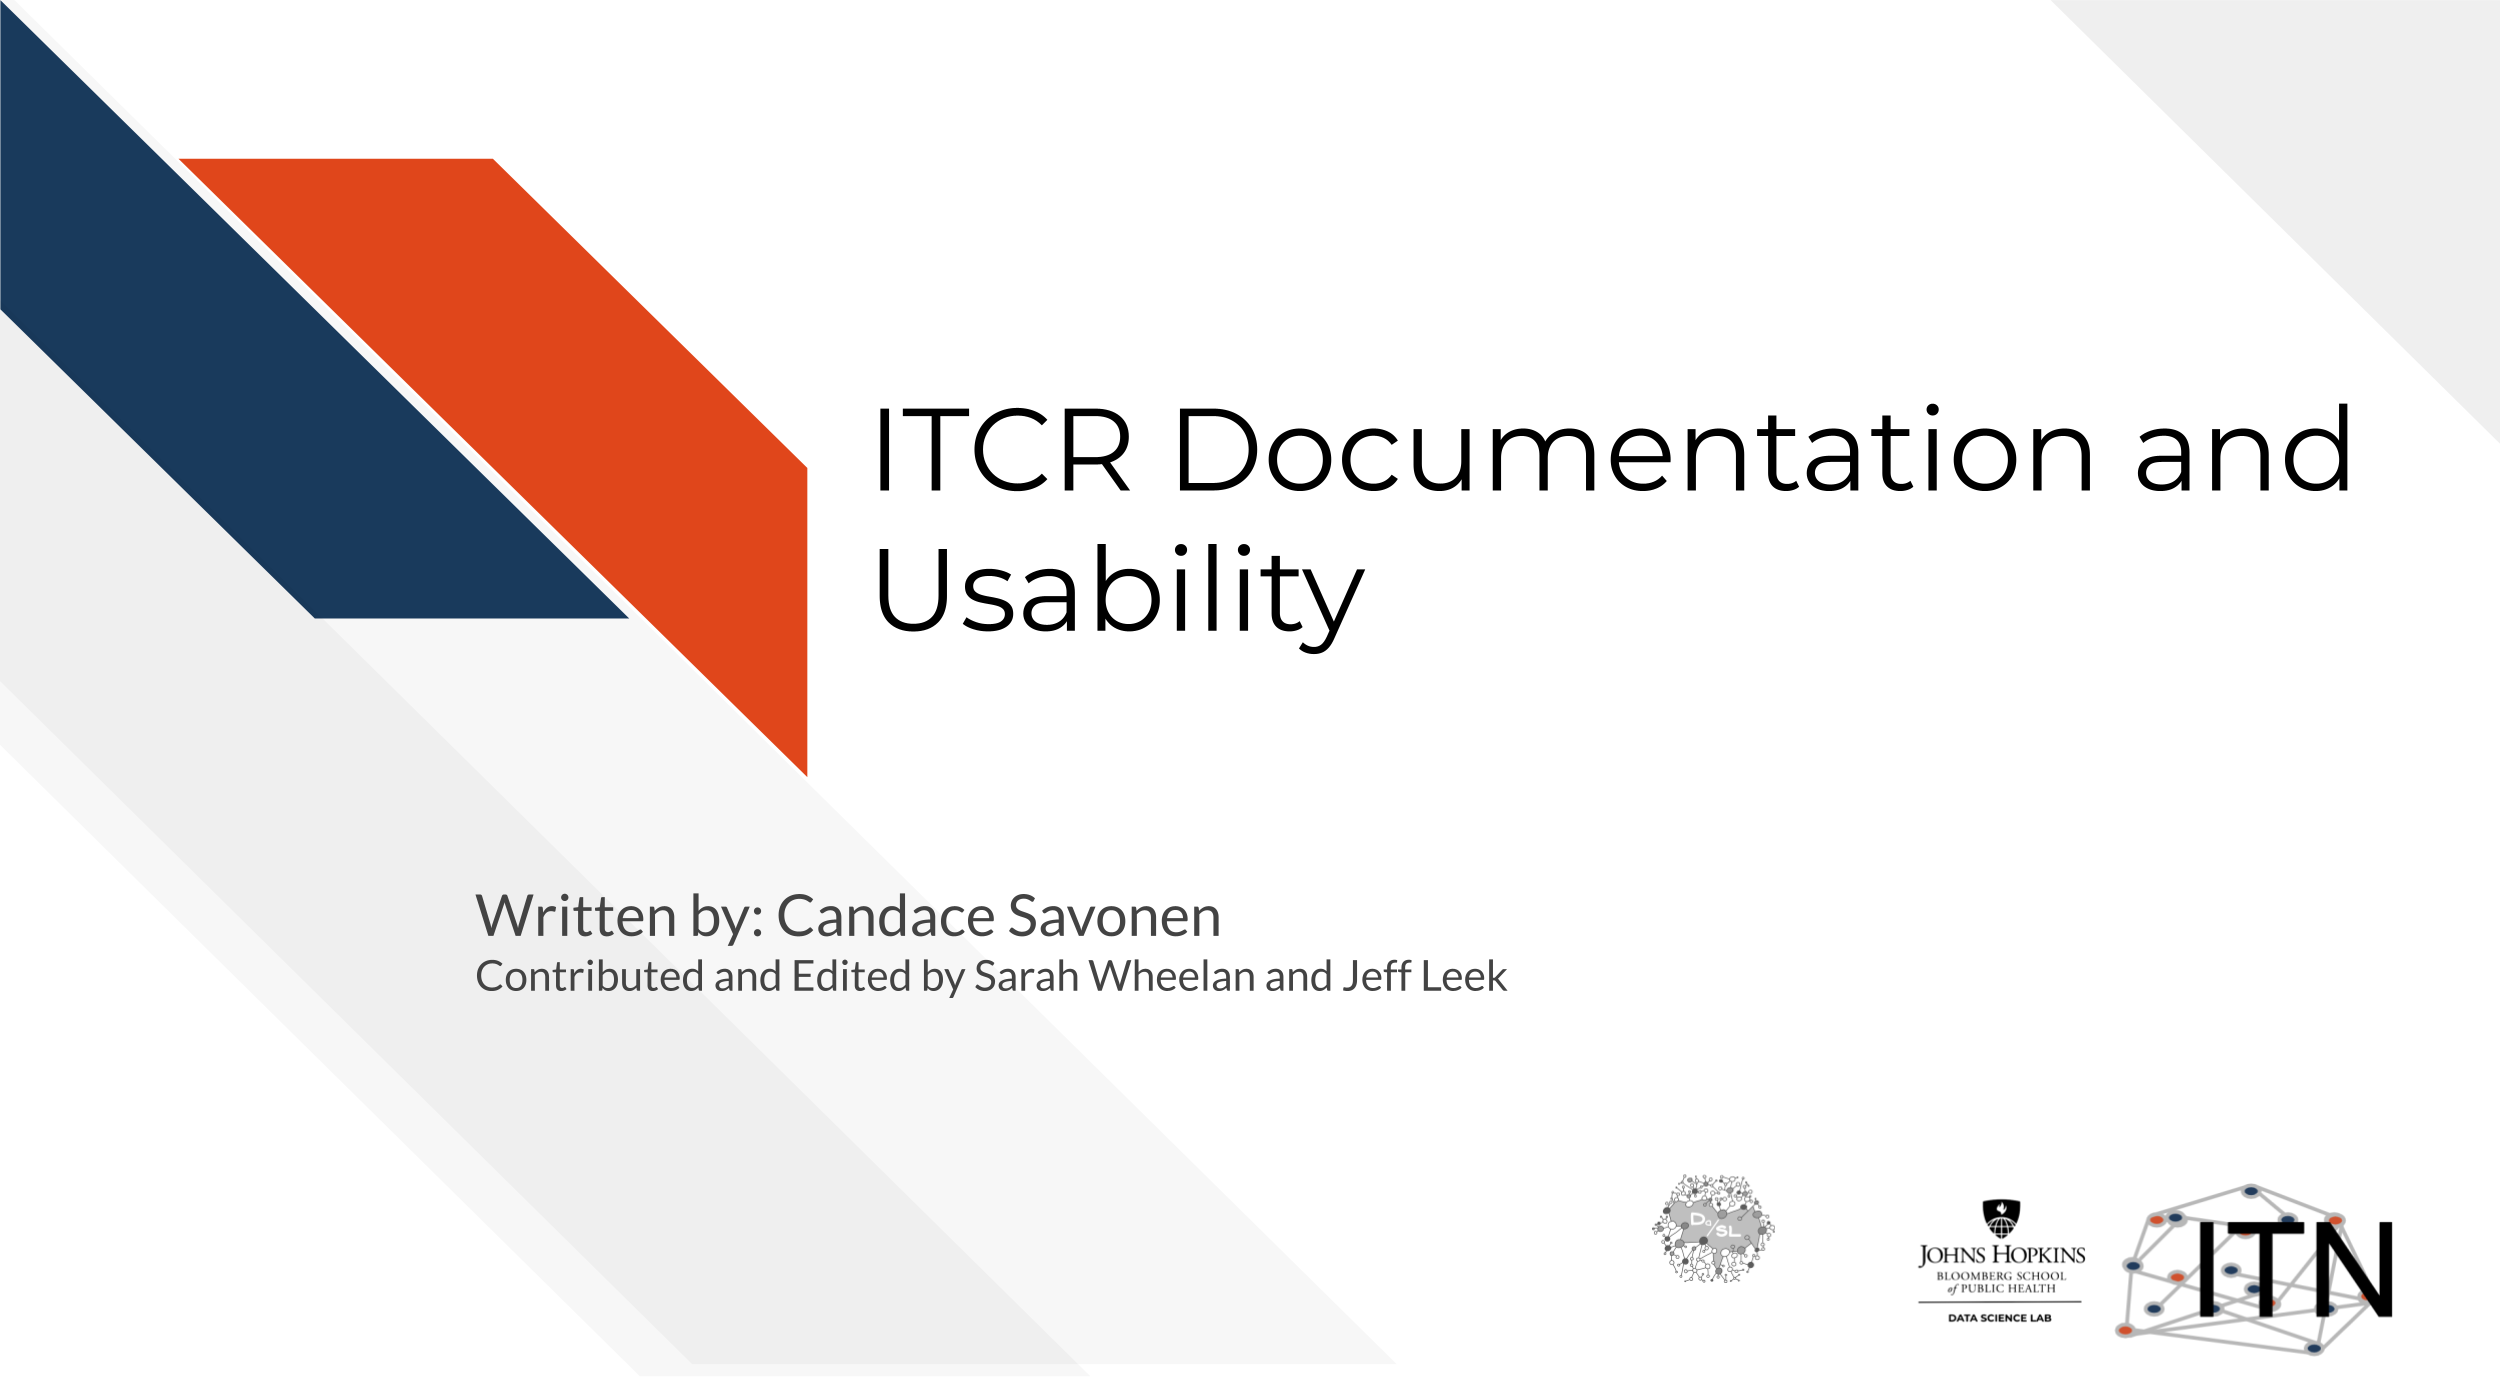 ITCR Documentation and
Usability
Written by: Candace Savonen
Contributed and Edited by Sarah Wheelan and Jeff Leek
DaSL
JOHNS HOPKINS
BLOOMBERG SCHOOL
of PUBLIC HEALTH
DATA SCIENCE LAB
ITN